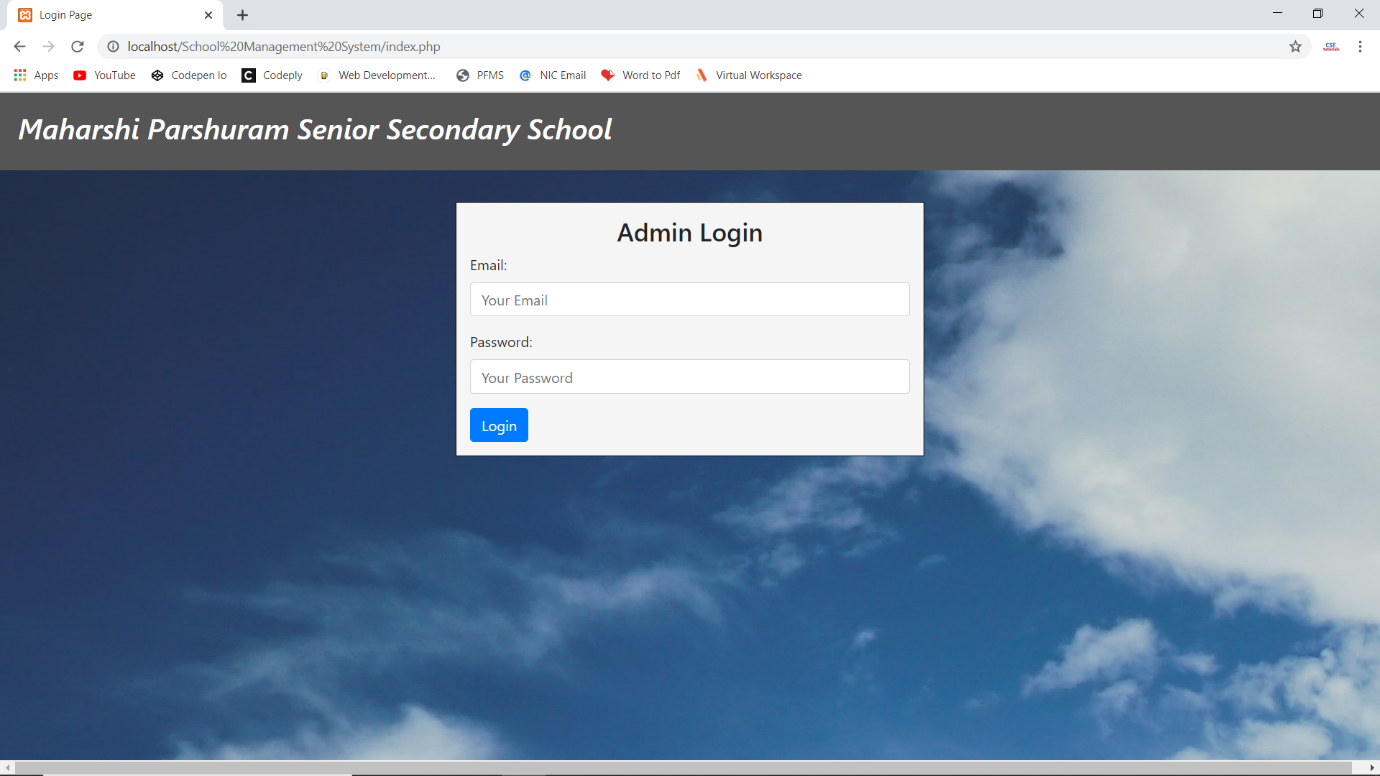 Login Page
localhost/School%20Management%20System/index.php
Apps YouTube Codepen Io Codeply Web Development... PFMS NIC Email Word to Pdf Virtual Workspace
Maharshi Parshuram Senior Secondary School
Admin Login
Email:
Your Email
Password:
Your Password
Login